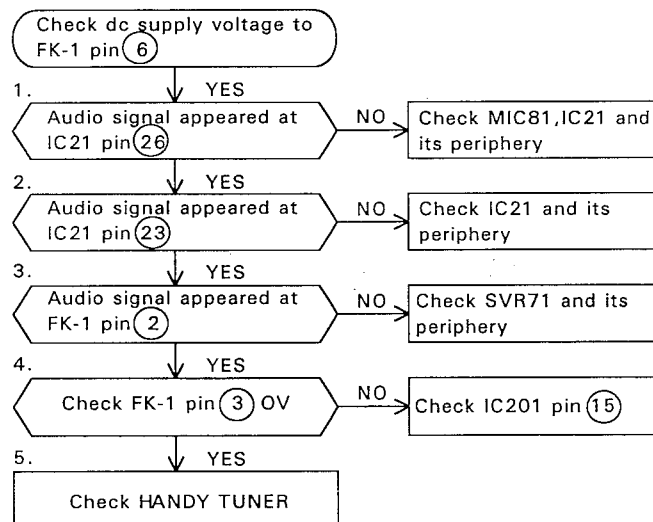 Check dc supply voltage to
FK-1 pin 6
1.
YES
Audio signal appeared at
IC21 pin 26
NO
Check MIC81,IC21 and
its periphery
2.
YES
Audio signal appeared at
IC21 pin 23
NO
Check IC21 and its
periphery
3.
YES
Audio signal appeared at
FK-1 pin 2
NO
Check SVR71 and its
periphery
4.
YES
Check FK-1 pin 3 OV
NO
Check IC201 pin 15
5.
YES
Check HANDY TUNER